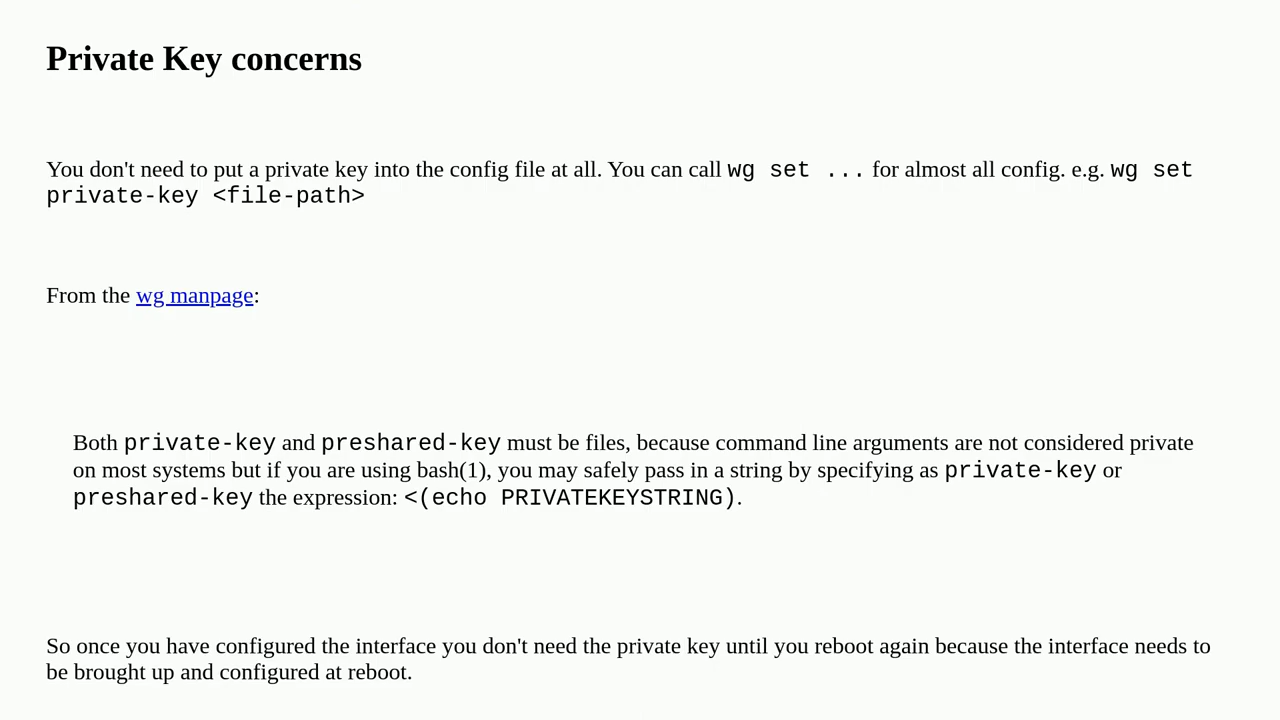 Private Key concerns
You don't need to put a private key into the config file at all. You can call wg set ... for almost all config. e.g. wg set
private-key <file-path>
From the wg manpage:
Both private-key and preshared-key must be files, because command line arguments are not considered private
on most systems but if you are using bash(1), you may safely pass in a string by specifying as private-key or
preshared-key the expression: <(echo PRIVATEKEYSTRING).
So once you have configured the interface you don't need the private key until you reboot again because the interface needs to
be brought up and configured at reboot.